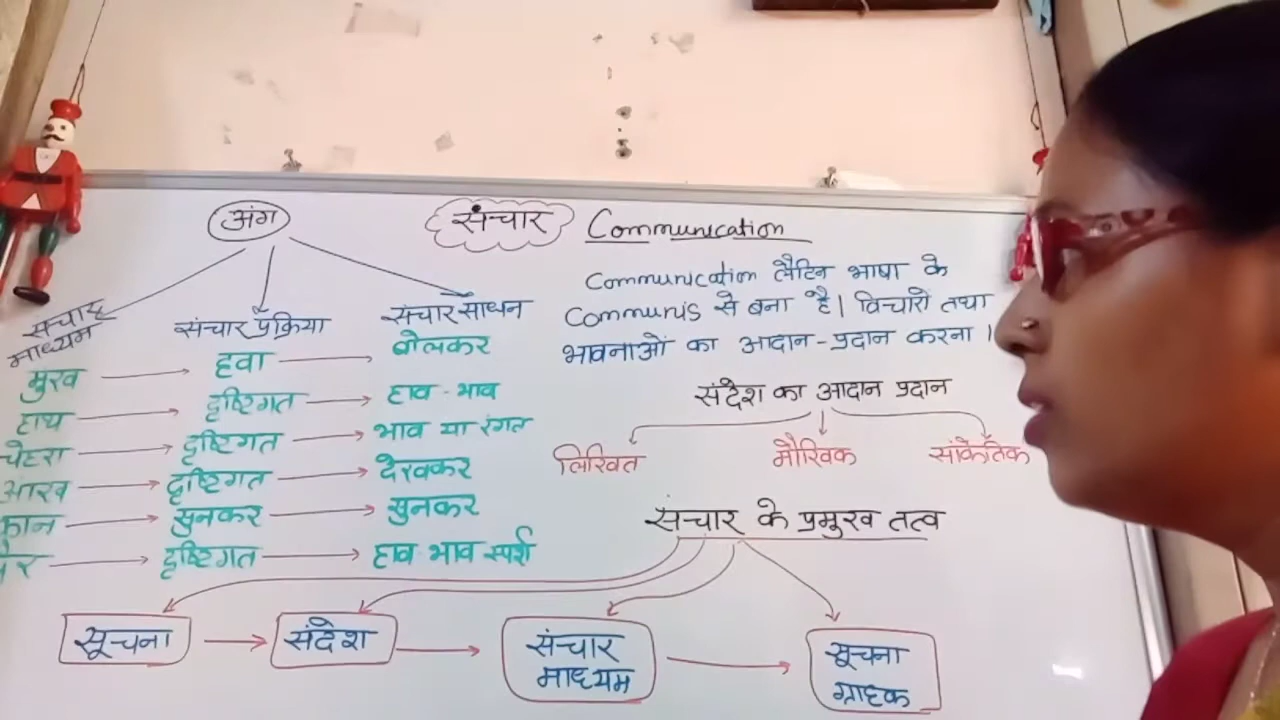 अंग
संचार Communication
Communication लैटिन भाषा के
Communis से बना है। विचारों तथा
भावनाओं का आदान-प्रदान करना।
संचार माध्यम
संचार प्रक्रिया
संचार साधन
मुख → हवा → बोलकर
हाथ → दृष्टिगत → हाव-भाव
चेहरा → दृष्टिगत → भाव या रंगत
आंख → दृष्टिगत → देखकर
कान → सुनकर → सुनकर
पैर → दृष्टिगत → हाव भाव स्पर्श
संदेश का आदान प्रदान
लिखित मौखिक सांकेतिक
संचार के प्रमुख तत्व
सूचना → संदेश → संचार माध्यम → सूचना ग्राहक